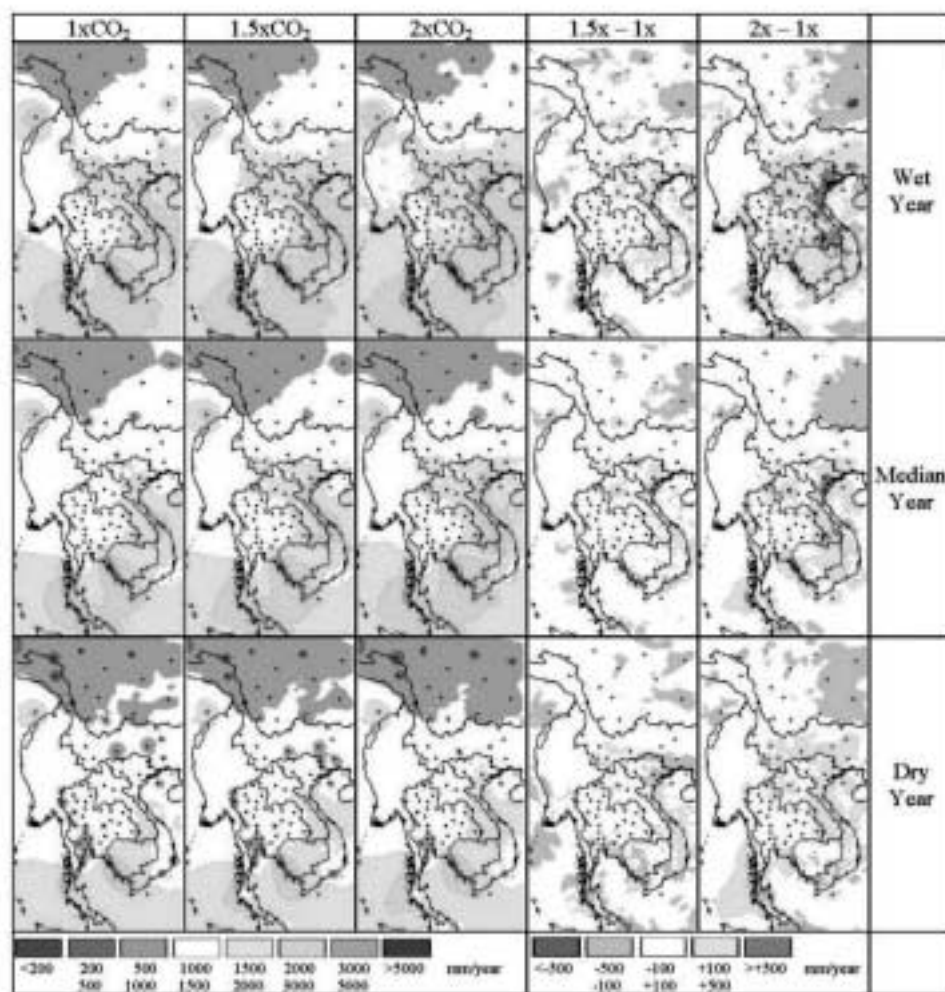 1xCO₂ 1.5xCO₂ 2xCO₂ 1.5x – 1x 2x – 1x
Wet
Year
Median
Year
Dry
Year
<200 200 500 1000 1500 2000 3000 >5000 mm/year <-500 -500 -100 +100 >+500 mm/year
500 1000 1500 2000 3000 5000 -100 +100 +500